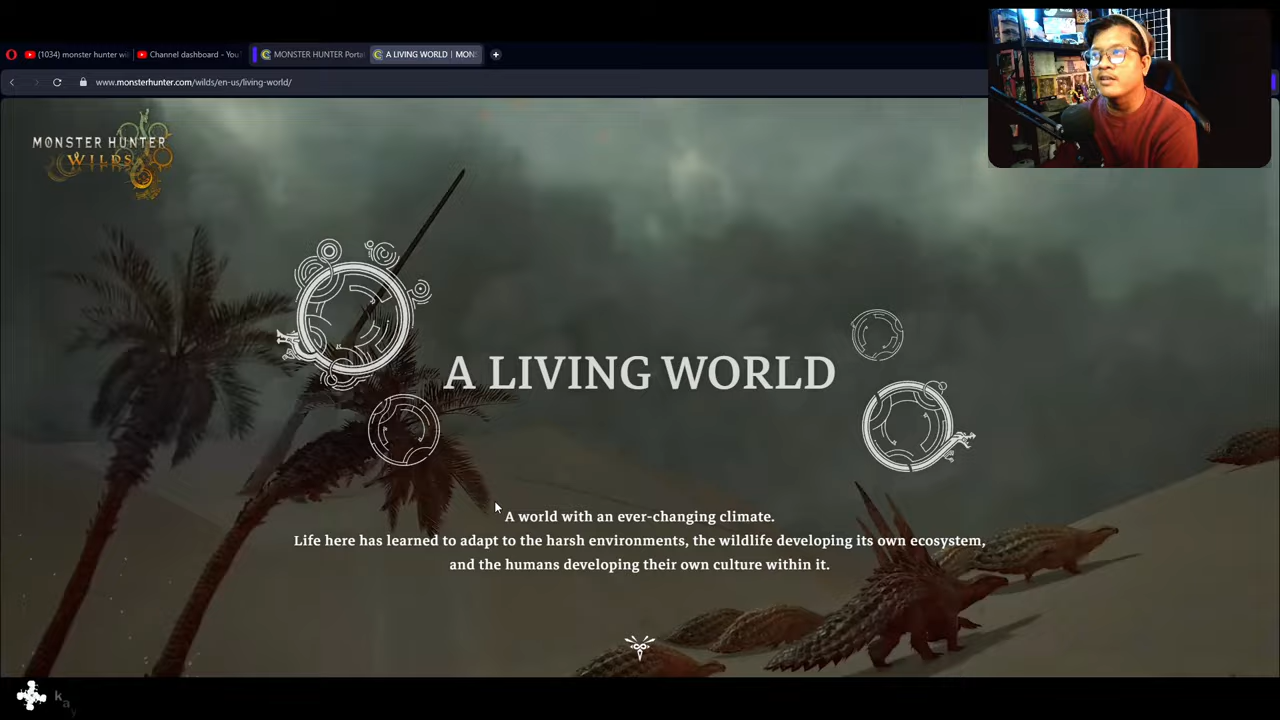 (1034) monster hunter wi
Channel dashboard - You
MONSTER HUNTER Porta
A LIVING WORLD | MON
www.monsterhunter.com/wilds/en-us/living-world/
MONSTER HUNTER
WILDS
A LIVING WORLD
A world with an ever-changing climate.
Life here has learned to adapt to the harsh environments, the wildlife developing its own ecosystem,
and the humans developing their own culture within it.